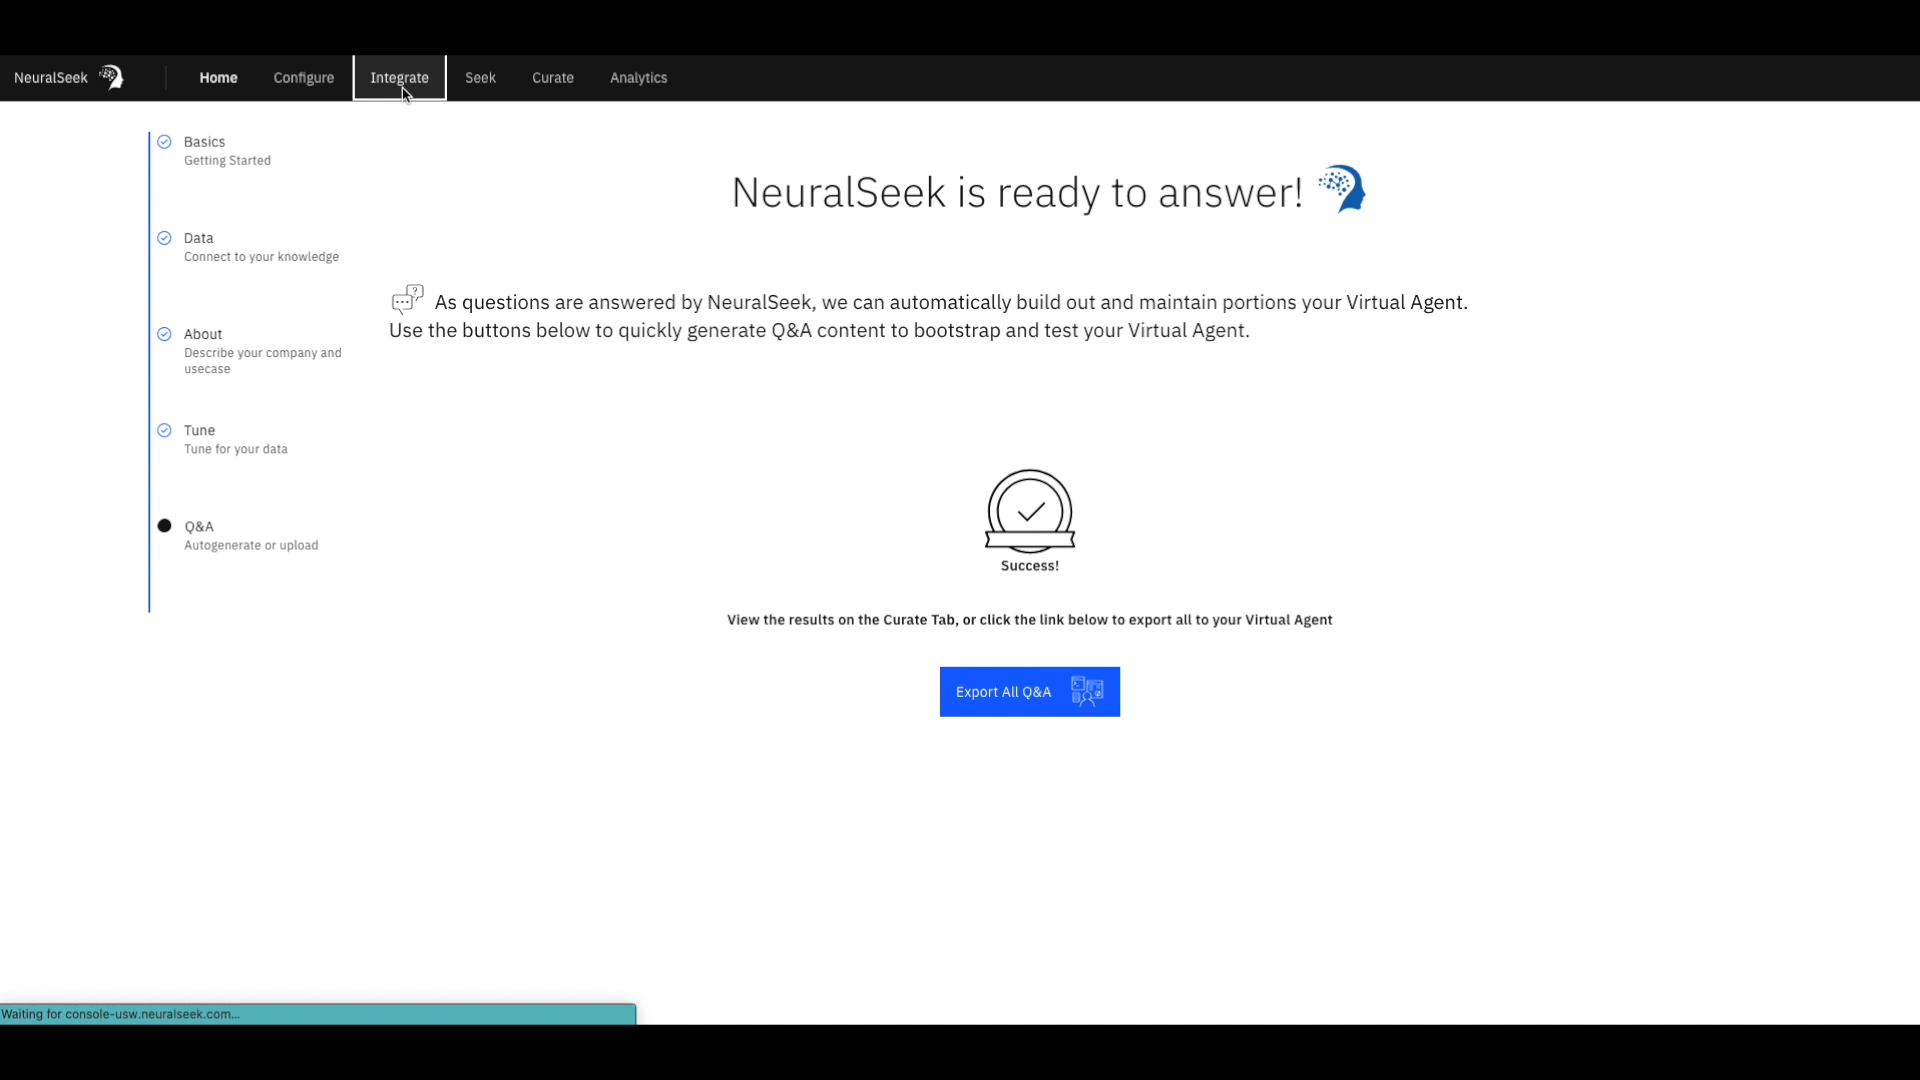 NeuralSeek
Home Configure Integrate Seek Curate Analytics
Basics
Getting Started
Data
Connect to your knowledge
About
Describe your company and
usecase
Tune
Tune for your data
Q&A
Autogenerate or upload
NeuralSeek is ready to answer!
As questions are answered by NeuralSeek, we can automatically build out and maintain portions your Virtual Agent.
Use the buttons below to quickly generate Q&A content to bootstrap and test your Virtual Agent.
Success!
View the results on the Curate Tab, or click the link below to export all to your Virtual Agent
Export All Q&A
Waiting for console-usw.neuralseek.com...